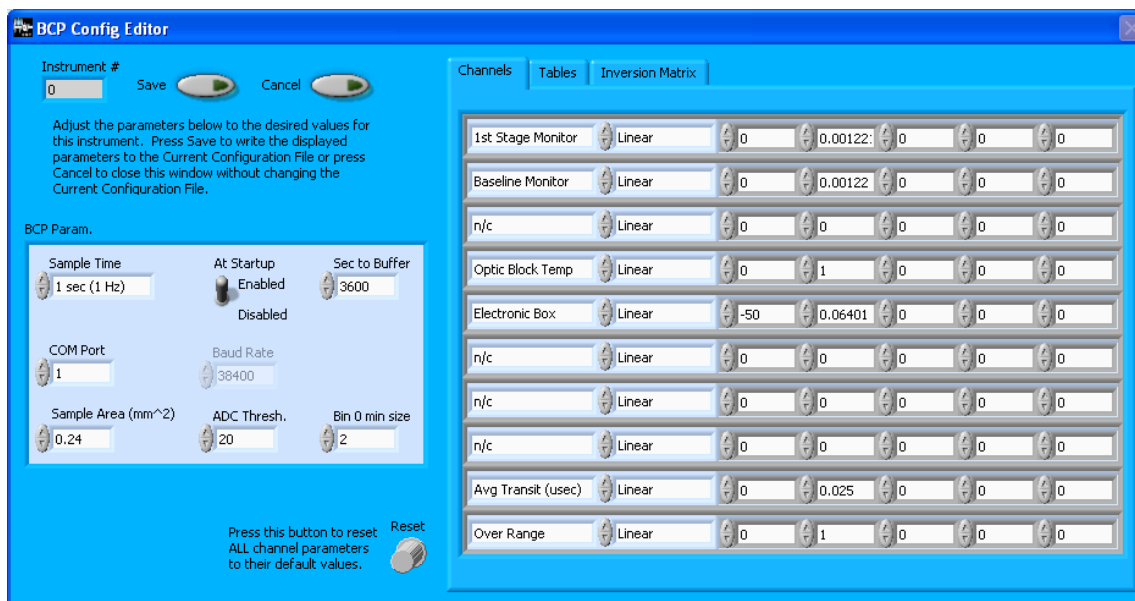 BCP Config Editor
Instrument #
0
Save
Cancel
Adjust the parameters below to the desired values for
this instrument. Press Save to write the displayed
parameters to the Current Configuration File or press
Cancel to close this window without changing the
Current Configuration File.
BCP Param.
Sample Time
At Startup
Sec to Buffer
1 sec (1 Hz)
Enabled
3600
Disabled
COM Port
Baud Rate
1
38400
Sample Area (mm^2)
ADC Thresh.
Bin 0 min size
0.24
20
2
Press this button to reset
ALL channel parameters
to their default values.
Reset
Channels Tables Inversion Matrix
1st Stage Monitor Linear 0 0.00122: 0 0 0
Baseline Monitor Linear 0 0.00122 0 0 0
n/c Linear 0 0 0 0 0
Optic Block Temp Linear 0 1 0 0 0
Electronic Box Linear -50 0.06401 0 0 0
n/c Linear 0 0 0 0 0
n/c Linear 0 0 0 0 0
n/c Linear 0 0 0 0 0
Avg Transit (usec) Linear 0 0.025 0 0 0
Over Range Linear 0 1 0 0 0